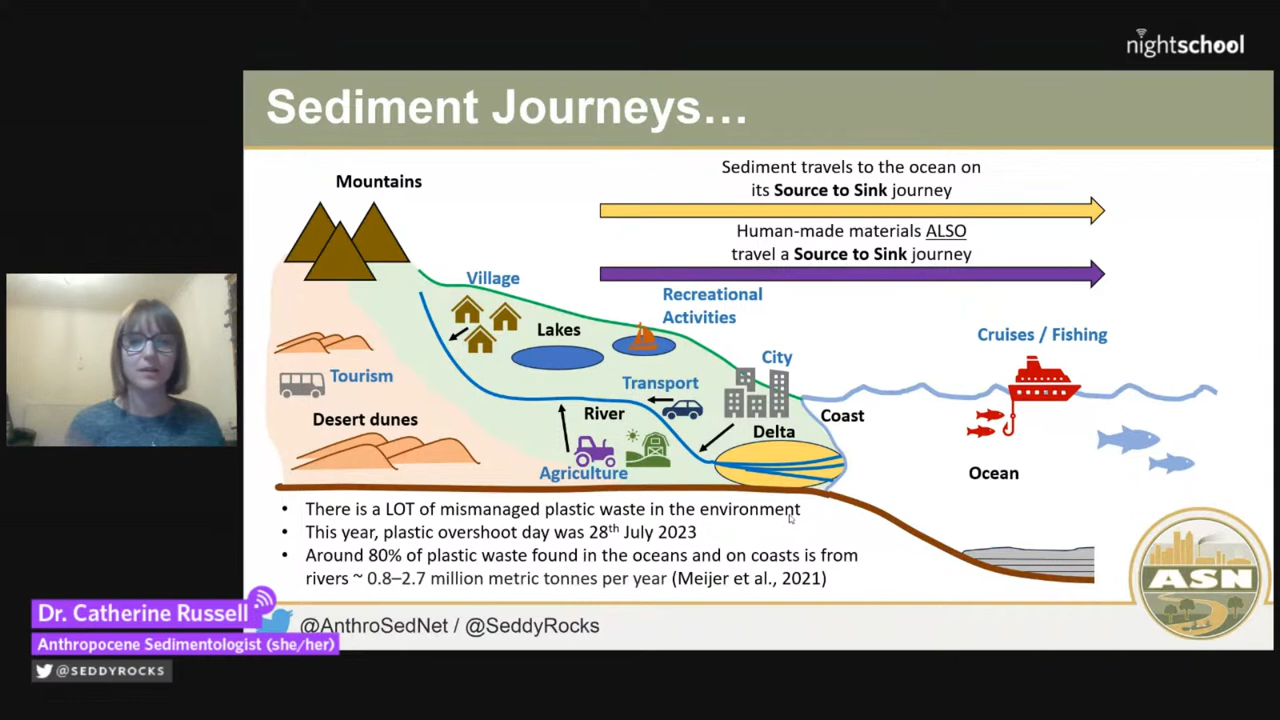 nightschool
Sediment Journeys...
Mountains
Sediment travels to the ocean on
its Source to Sink journey
Human-made materials ALSO
travel a Source to Sink journey
Village
Recreational
Activities
Lakes
Cruises / Fishing
City
Tourism
Transport
River
Coast
Desert dunes
Delta
Agriculture
Ocean
• There is a LOT of mismanaged plastic waste in the environment
• This year, plastic overshoot day was 28th July 2023
• Around 80% of plastic waste found in the oceans and on coasts is from
rivers ~ 0.8–2.7 million metric tonnes per year (Meijer et al., 2021)
ASN
Dr. Catherine Russell
@AnthroSedNet / @SeddyRocks
Anthropocene Sedimentologist (she/her)
@SEDDYROCKS